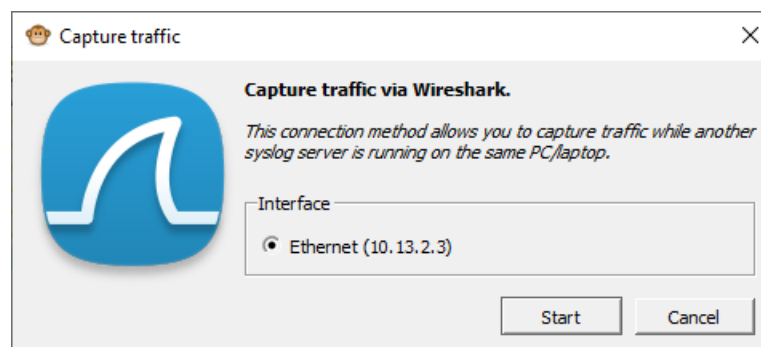 Capture traffic
Capture traffic via Wireshark.
This connection method allows you to capture traffic while another
syslog server is running on the same PC/laptop.
Interface
Ethernet (10.13.2.3)
Start
Cancel